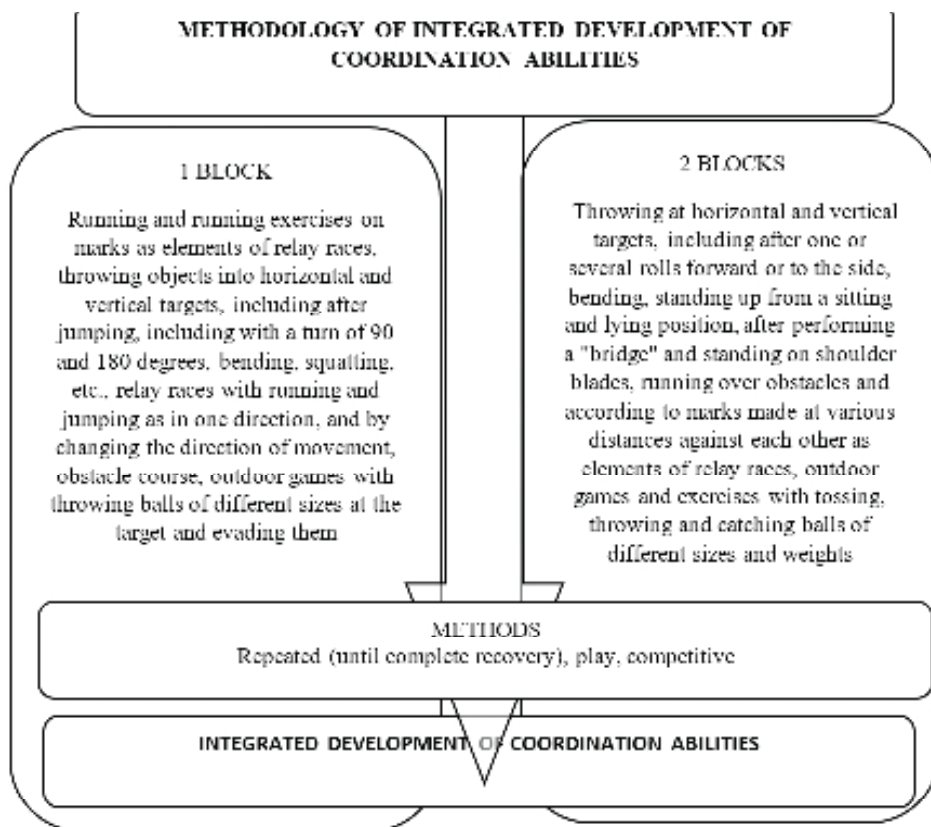 METHODOLOGY OF INTEGRATED DEVELOPMENT OF
COORDINATION ABILITIES
1 BLOCK
Running and running exercises on
marks as elements of relay races,
throwing objects into horizontal and
vertical targets, including after
jumping, including with a turn of 90
and 180 degrees, bending, squatting,
etc., relay races with running and
jumping as in one direction, and by
changing the direction of movement,
obstacle course, outdoor games with
throwing balls of different sizes at the
target and evading them
2 BLOCKS
Throwing at horizontal and vertical
targets, including after one or
several rolls forward or to the side,
bending, standing up from a sitting
and lying position, after performing
a "bridge" and standing on shoulder
blades, running over obstacles and
according to marks made at various
distances against each other as
elements of relay races, outdoor
games and exercises with tossing,
throwing and catching balls of
different sizes and weights
METHODS
Repeated (until complete recovery), play, competitive
INTEGRATED DEVELOPMENT OF COORDINATION ABILITIES